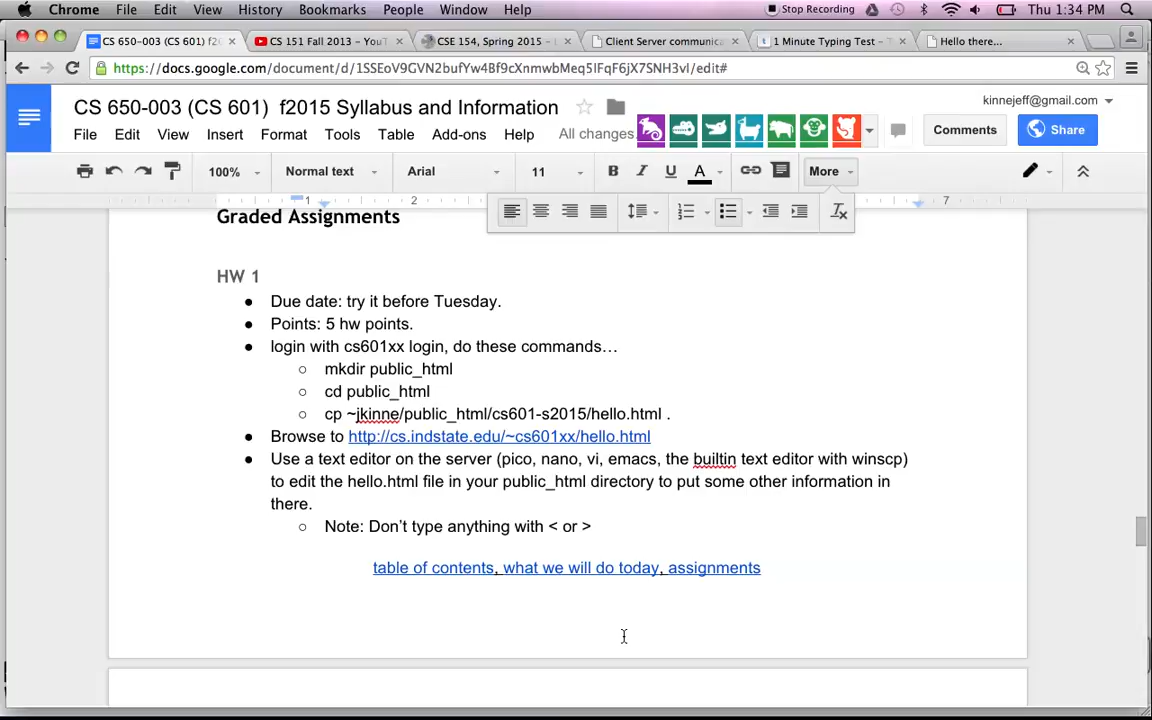 Chrome File Edit View History Bookmarks People Window Help Stop Recording Thu 1:34 PM
CS 650-003 (CS 601) f2 CS 151 Fall 2013 - YouT CSE 154, Spring 2015 - Client Server communica 1 Minute Typing Test - T Hello there...
https://docs.google.com/document/d/1SSEoV9GVN2bufYw4Bf9cXnmwbMeq5IFqF6jX7SNH3vI/edit#
CS 650-003 (CS 601) f2015 Syllabus and Information kinnejeff@gmail.com
File Edit View Insert Format Tools Table Add-ons Help All changes Comments Share
100% Normal text Arial 11 B I U A More
1 2 7
Graded Assignments
HW 1
● Due date: try it before Tuesday.
● Points: 5 hw points.
● login with cs601xx login, do these commands…
○ mkdir public_html
○ cd public_html
○ cp ~jkinne/public_html/cs601-s2015/hello.html .
● Browse to http://cs.indstate.edu/~cs601xx/hello.html
● Use a text editor on the server (pico, nano, vi, emacs, the builtin text editor with winscp)
to edit the hello.html file in your public_html directory to put some other information in
there.
○ Note: Don't type anything with < or >
table of contents, what we will do today, assignments